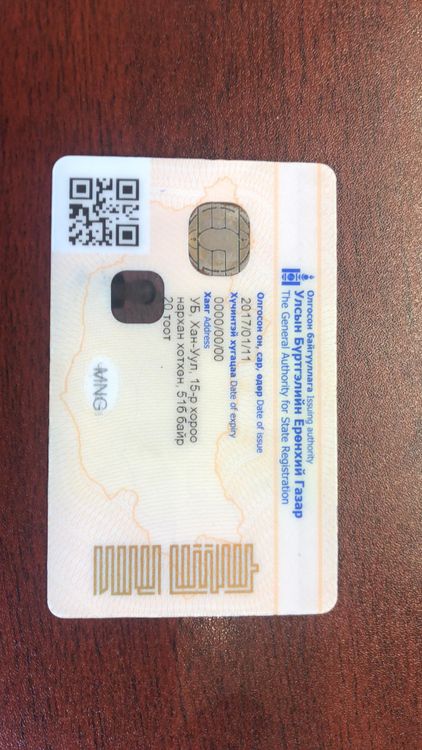 Олгосон байгууллага Issuing authority
Улсын Бүртгэлийн Ерөнхий Газар
The General Authority for State Registration
Олгосон он, сар, өдөр Date of issue
2017/01/11
Хүчинтэй хугацаа Date of expiry
0000/00/00
Хаяг Address
УБ, Хан-Уул, 15-р хороо
нархан хотхон, 51б байр
20 тоот
MNG